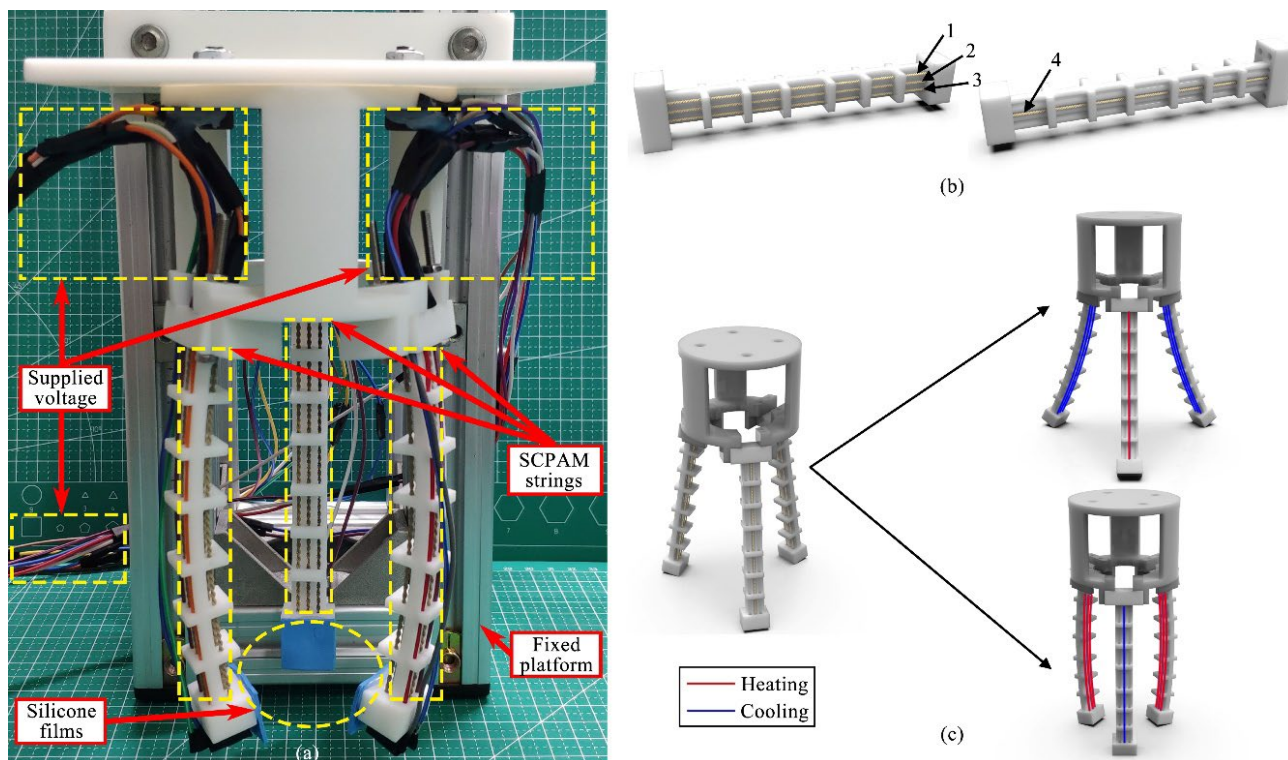 Supplied
voltage
SCPAM
strings
Fixed
platform
Silicone
films
(a)
1
2
3
4
(b)
Heating
Cooling
(c)